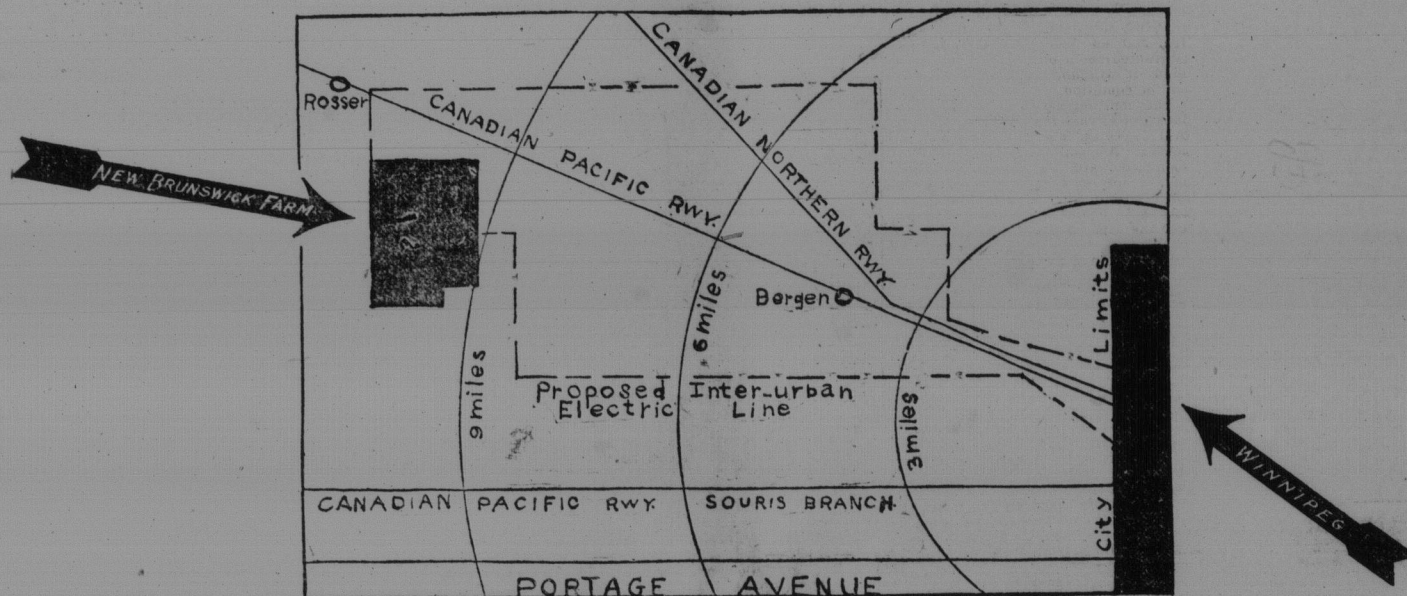 Rosser
CANADIAN PACIFIC RWY.
CANADIAN NORTHERN RWY.
NEW BRUNSWICK FARM
Bergen
6 miles
9 miles
3 miles
Proposed Inter-urban
Electric Line
City Limits
WINNIPEG
CANADIAN PACIFIC RWY. SOURIS BRANCH
PORTAGE AVENUE